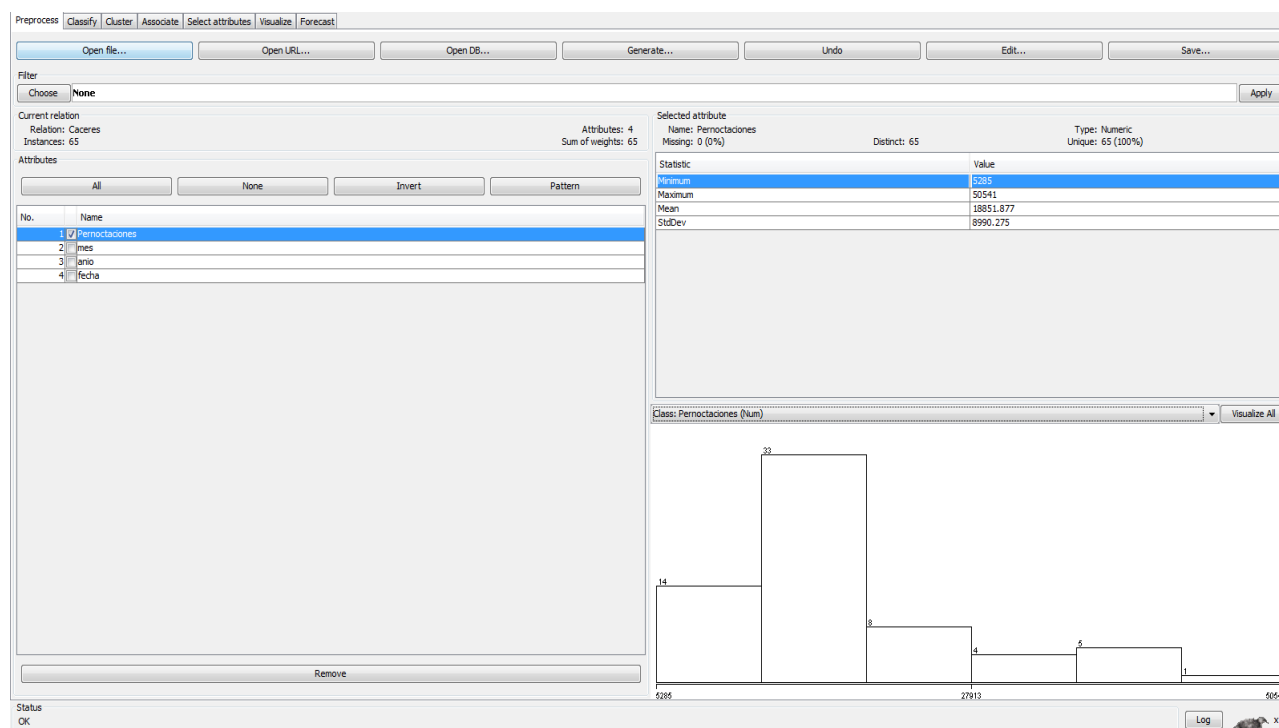 Preprocess Classify Cluster Associate Select attributes Visualize Forecast
Open file... Open URL... Open DB... Generate... Undo Edit... Save...
Filter
Choose None Apply
Current relation
Relation: Caceres Attributes: 4
Instances: 65 Sum of weights: 65
Attributes
All None Invert Pattern
No. Name
1 Pernoctaciones
2 mes
3 anio
4 fecha
Remove
Selected attribute
Name: Pernoctaciones Type: Numeric
Missing: 0 (0%) Distinct: 65 Unique: 65 (100%)
Statistic Value
Minimum 5285
Maximum 50541
Mean 18851.877
StdDev 8990.275
Class: Pernoctaciones (Num) Visualize All
33
14
8
4
5
1
5285 27913
Status
OK Log x